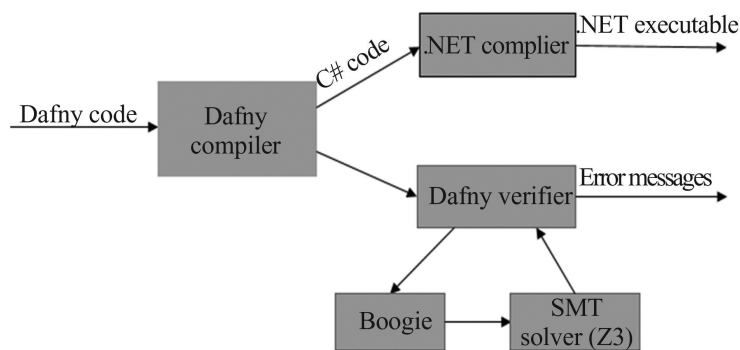 .NET executable
C# code
.NET complier
Dafny code
Dafny
compiler
Dafny verifier
Error messages
Boogie
SMT
solver (Z3)